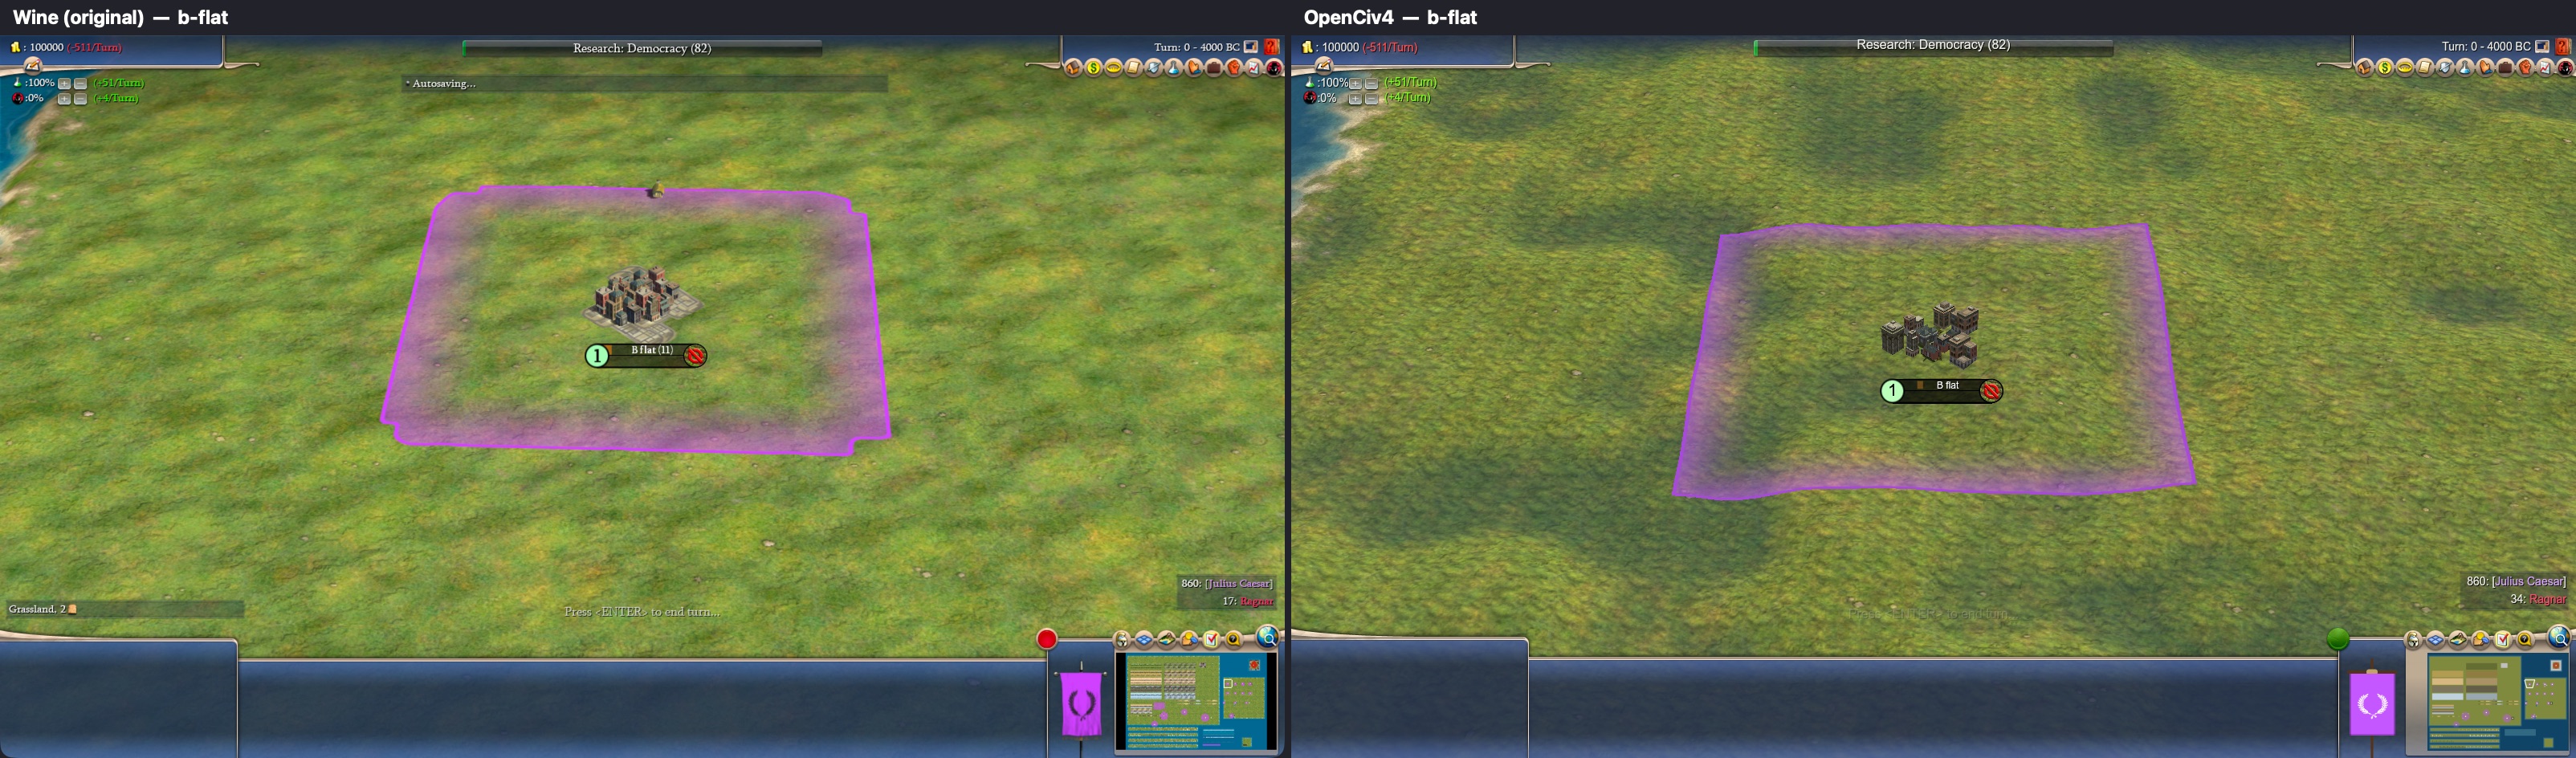 Wine (original) — b-flat
: 100000 (-511/Turn)
Research: Democracy (82)
Turn: 0 - 4000 BC
:100% + − (+51/Turn)
:0% + − (+4/Turn)
* Autosaving...
B flat (11)
1
860: [Julius Caesar]
17: Ragnar
Grassland, 2
Press <ENTER> to end turn...
OpenCiv4 — b-flat
: 100000 (-511/Turn)
Research: Democracy (82)
Turn: 0 - 4000 BC
:100% + − (+51/Turn)
:0% + − (+4/Turn)
B flat
1
860: [Julius Caesar]
34: Ragnar